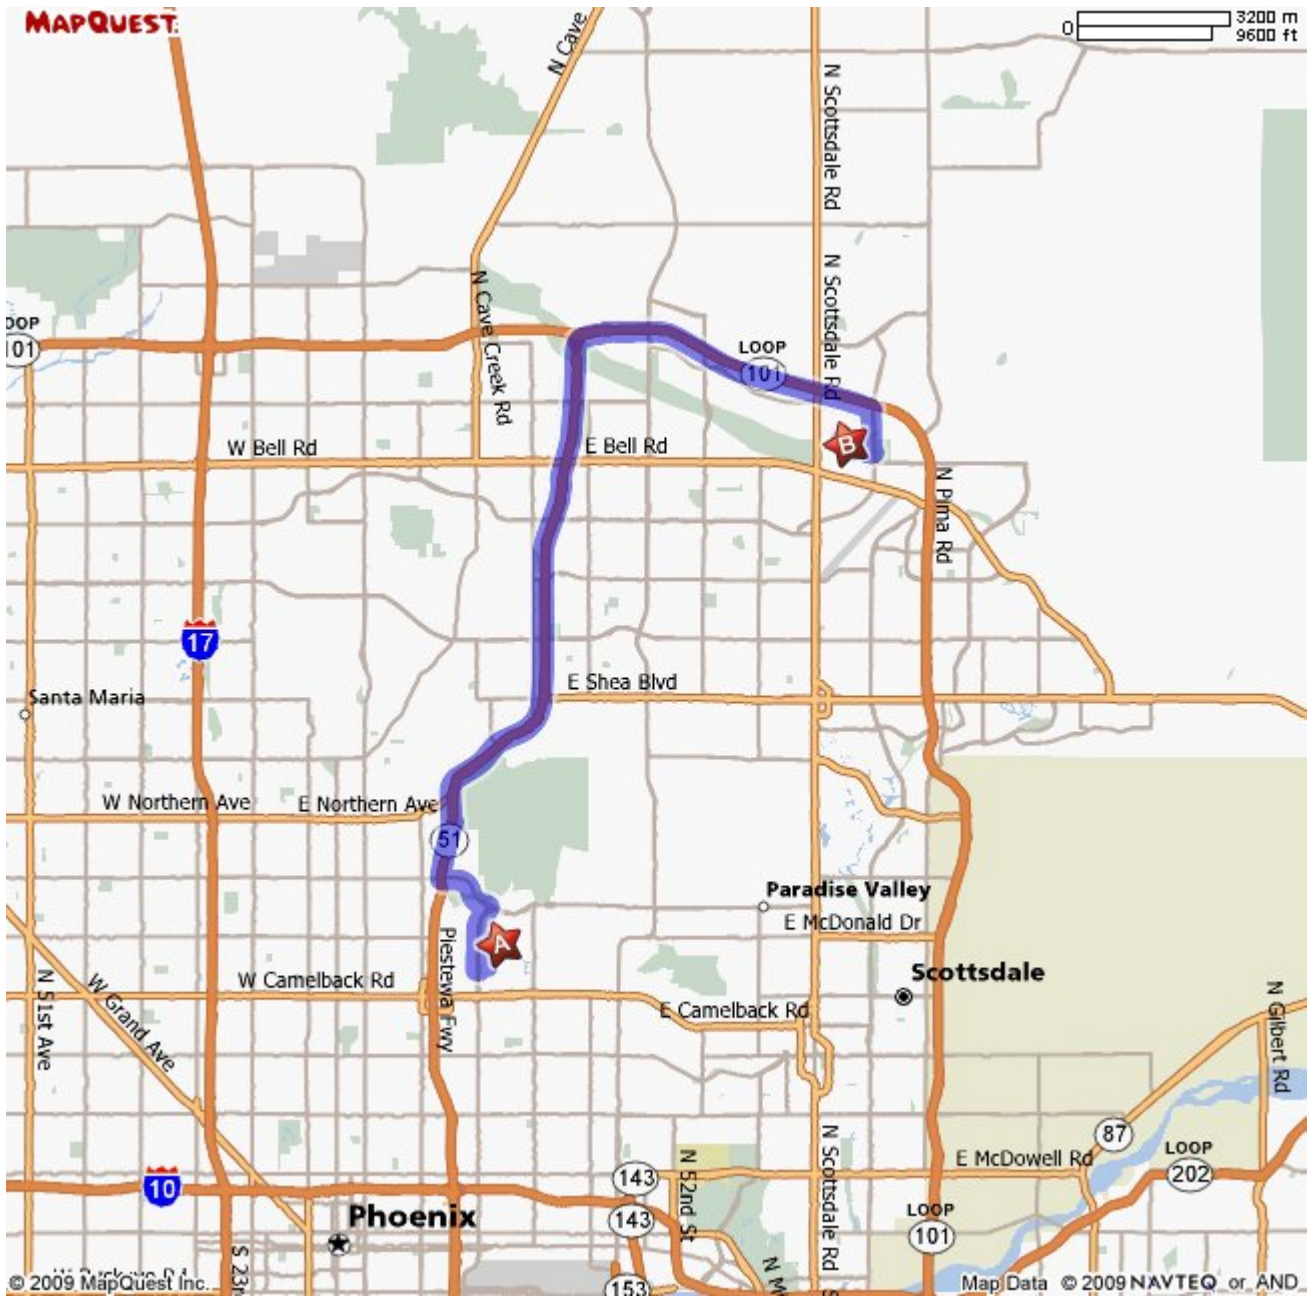 MAPQUEST
3200 m
0
9600 ft
N Cave
N Scottsdale Rd
N Scottsdale Rd
N Cave Creek Rd
101
LOOP
101
B
W Bell Rd
E Bell Rd
N Pima Rd
17
E Shea Blvd
Santa Maria
W Northern Ave
E Northern Ave
51
Paradise Valley
E McDonald Dr
A
Piestewa Fwy
Scottsdale
W Camelback Rd
N 51st Ave
W Grand Ave
E Camelback Rd
N Gilbert Rd
87
E McDowell Rd
LOOP
202
N Scottsdale Rd
N 52nd St
143
10
143
Phoenix
LOOP
101
S 23r
153
© 2009 MapQuest Inc.
Map Data © 2009 NAVTEQ or AND